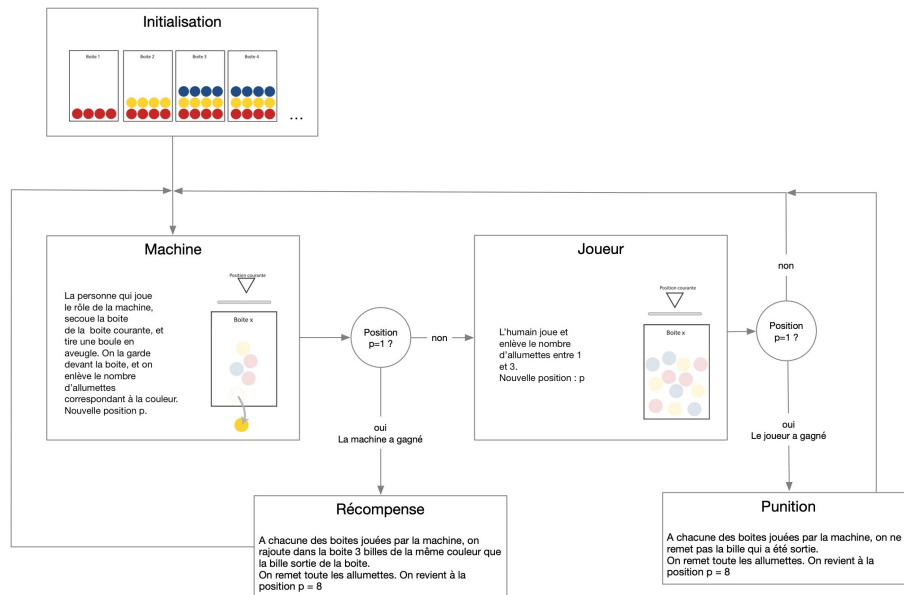 Initialisation
Boite 1
Boite 2
Boite 3
Boite 4
...
Machine
Position courante
La personne qui joue
le rôle de la machine,
secoue la boite
de la boite courante, et
tire une boule en
aveugle. On la garde
devant la boite, et on
enlève le nombre
d'allumettes
correspondant à la couleur.
Nouvelle position p.
Boite x
Position
p=1 ?
non
oui
La machine a gagné
Joueur
L'humain joue et
enlève le nombre
d'allumettes entre 1
et 3.
Nouvelle position : p
Position courante
Boite x
Position
p=1 ?
non
oui
Le joueur a gagné
Récompense
A chacune des boites jouées par la machine, on
rajoute dans la boite 3 billes de la même couleur que
la bille sortie de la boite.
On remet toute les allumettes. On revient à la
position p = 8
Punition
A chacune des boites jouées par la machine, on ne
remet pas la bille qui a été sortie.
On remet toute les allumettes. On revient à la
position p = 8